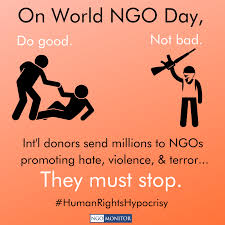 On World NGO Day,
Do good.
Not bad.
Int'l donors send millions to NGOs
promoting hate, violence, & terror...
They must stop.
#HumanRightsHypocrisy
NGO MONITOR